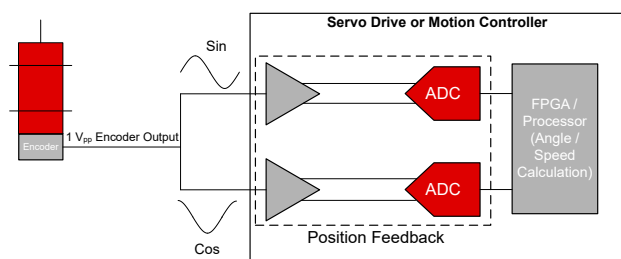 Servo Drive or Motion Controller
Sin
ADC
FPGA /
Processor
(Angle /
Speed
Calculation)
Encoder
1 Vpp Encoder Output
ADC
Cos
Position Feedback